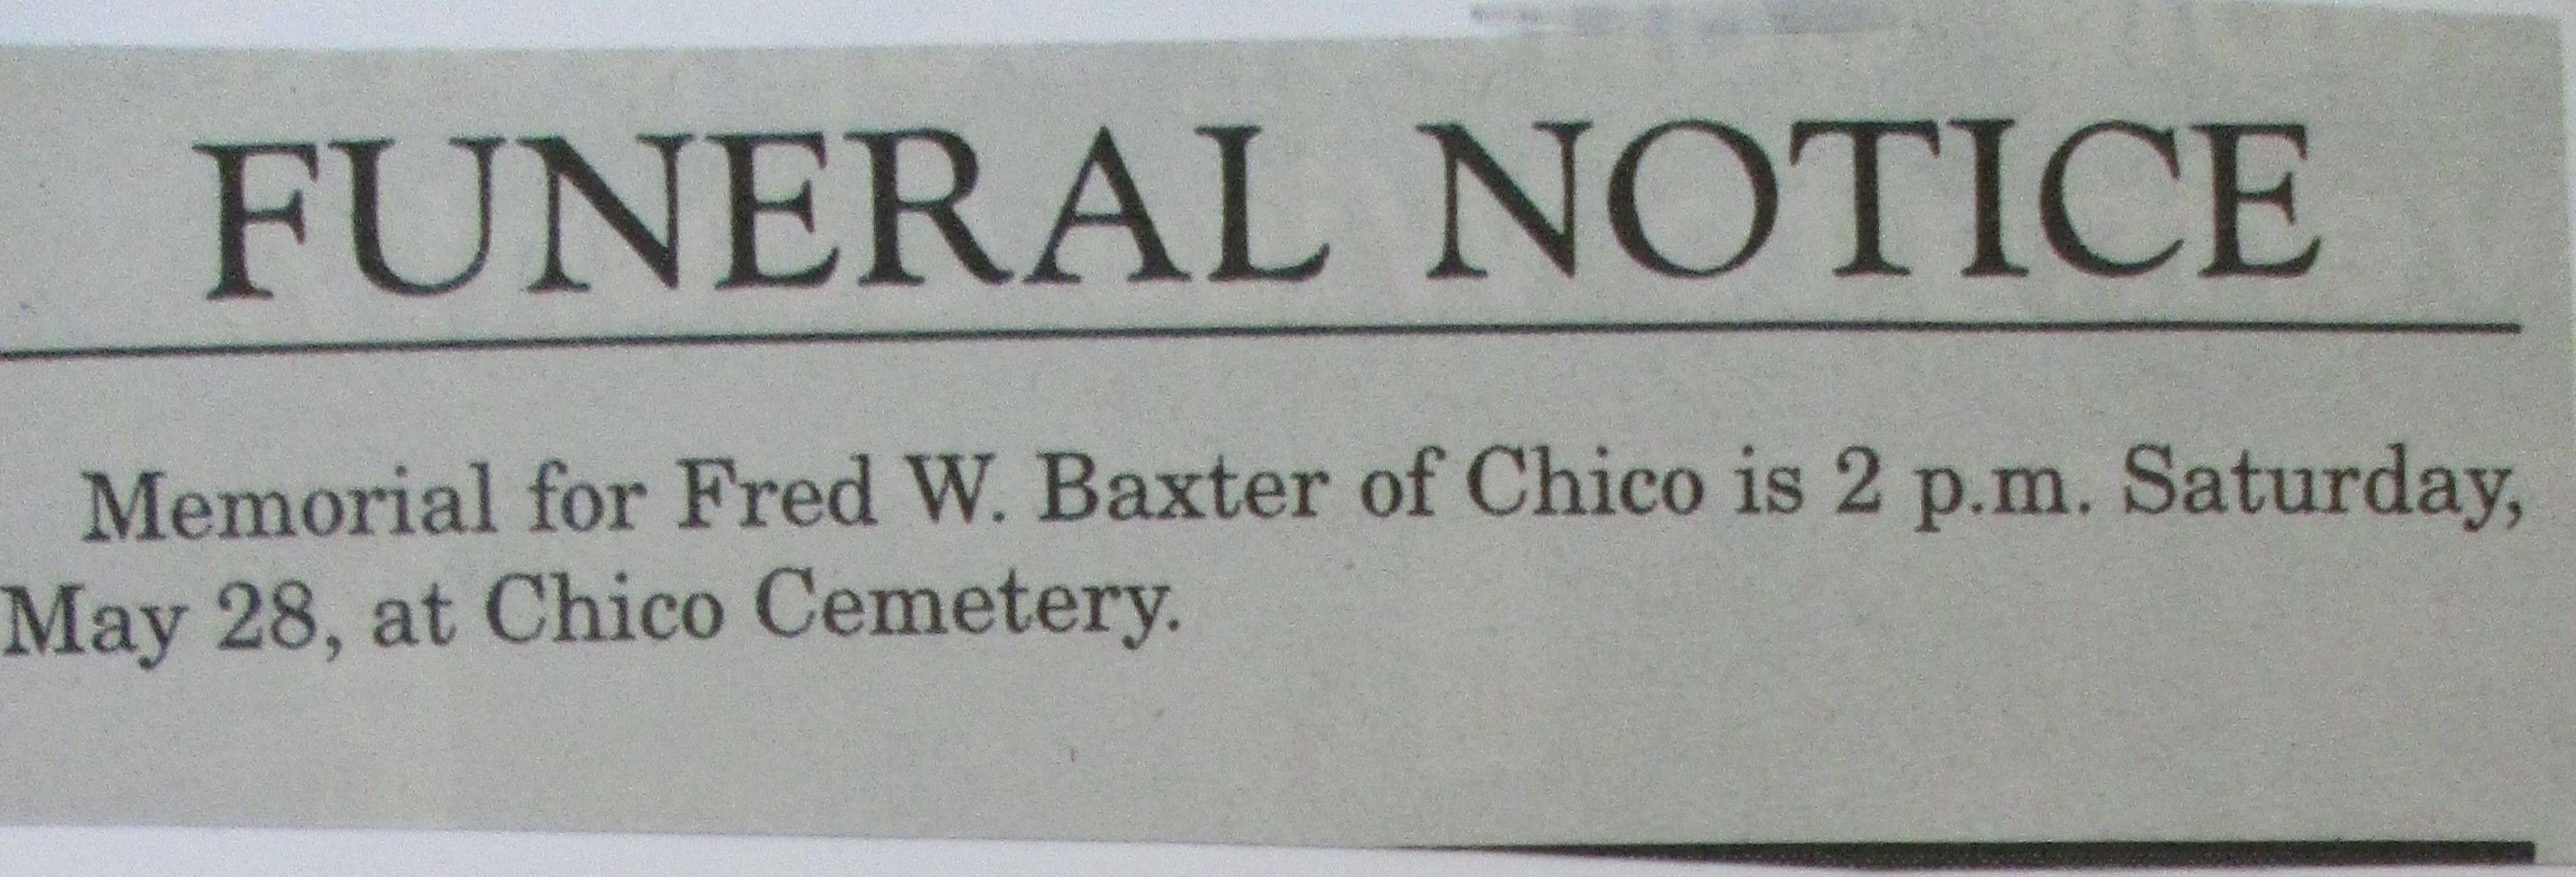 FUNERAL NOTICE
Memorial for Fred W. Baxter of Chico is 2 p.m. Saturday,
May 28, at Chico Cemetery.